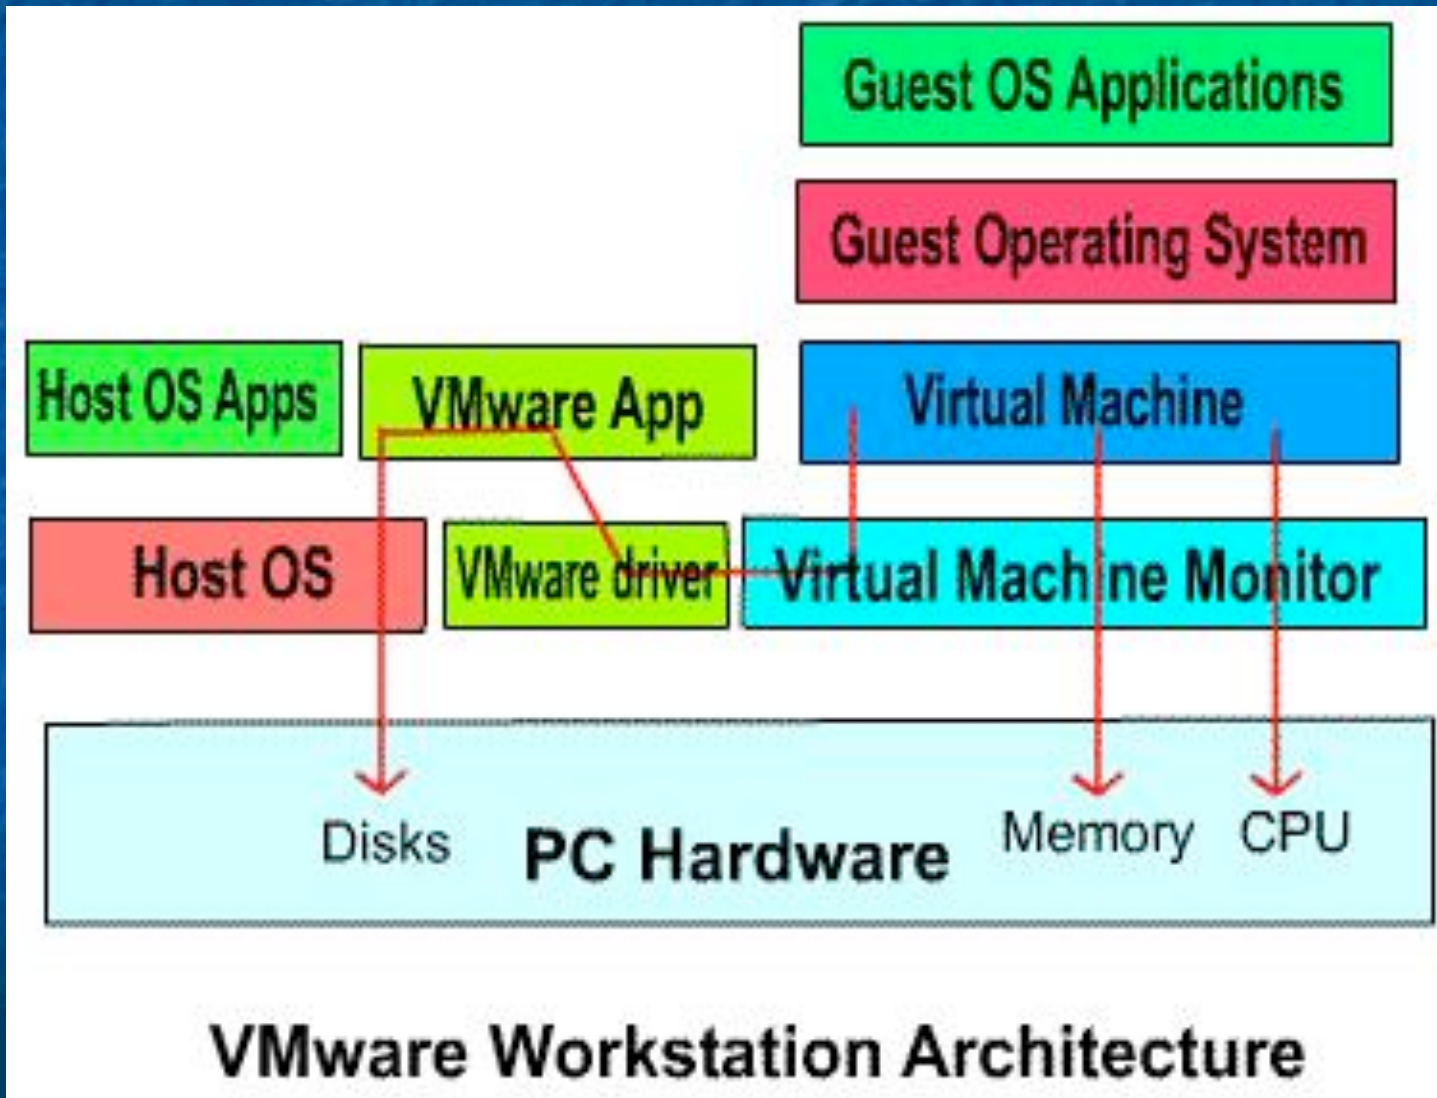 Guest OS Applications
Guest Operating System
Host OS Apps
VMware App
Virtual Machine
Host OS
VMware driver
Virtual Machine Monitor
Disks
PC Hardware
Memory
CPU
VMware Workstation Architecture